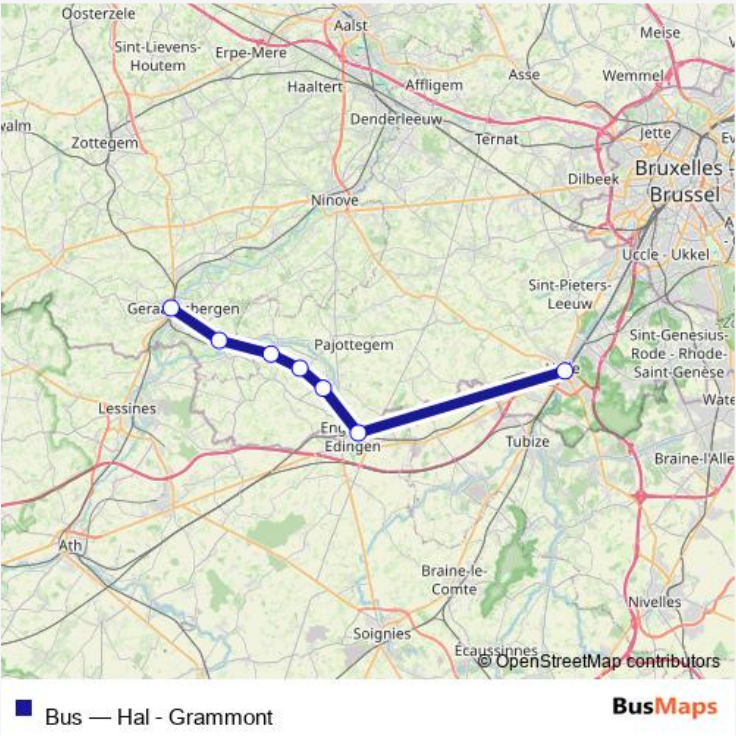 Oosterzele
Aalst
Meise
Sint-Lievens-
Houtem
Erpe-Mere
Asse
Wemmel
Haaltert
Affligem
Denderleeuw
Zottegem
Ternat
Jette
Dilbeek
Bruxelles -
Brussel
Ninove
Uccle - Ukkel
Sint-Pieters-
Leeuw
bergen
Pajottegem
Sint-Genesius-
Rode - Rhode-
Saint-Genèse
Lessines
Edingen
Tubize
Ath
Braine-le-
Comte
Nivelles
Soignies
Écaussinnes
© OpenStreetMap contributors
Bus — Hal - Grammont
BusMaps